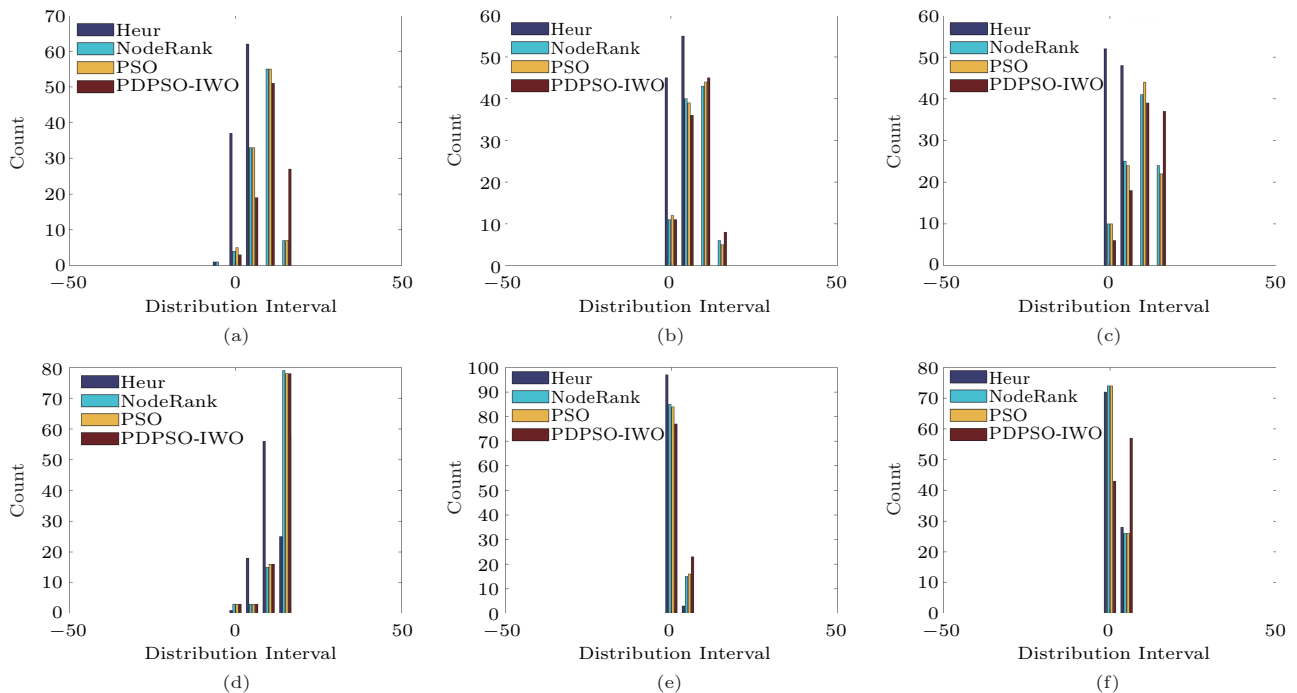 70
60
50
40
30
20
10
0
Count
Heur
NodeRank
PSO
PDPSO-IWO
−50
0
50
Distribution Interval
(a)
60
50
40
30
20
10
0
Count
Heur
NodeRank
PSO
PDPSO-IWO
−50
0
50
Distribution Interval
(b)
60
50
40
30
20
10
0
Count
Heur
NodeRank
PSO
PDPSO-IWO
−50
0
50
Distribution Interval
(c)
80
70
60
50
40
30
20
10
0
Count
Heur
NodeRank
PSO
PDPSO-IWO
−50
0
50
Distribution Interval
(d)
100
90
80
70
60
50
40
30
20
10
0
Count
Heur
NodeRank
PSO
PDPSO-IWO
−50
0
50
Distribution Interval
(e)
80
70
60
50
40
30
20
10
0
Count
Heur
NodeRank
PSO
PDPSO-IWO
−50
0
50
Distribution Interval
(f)